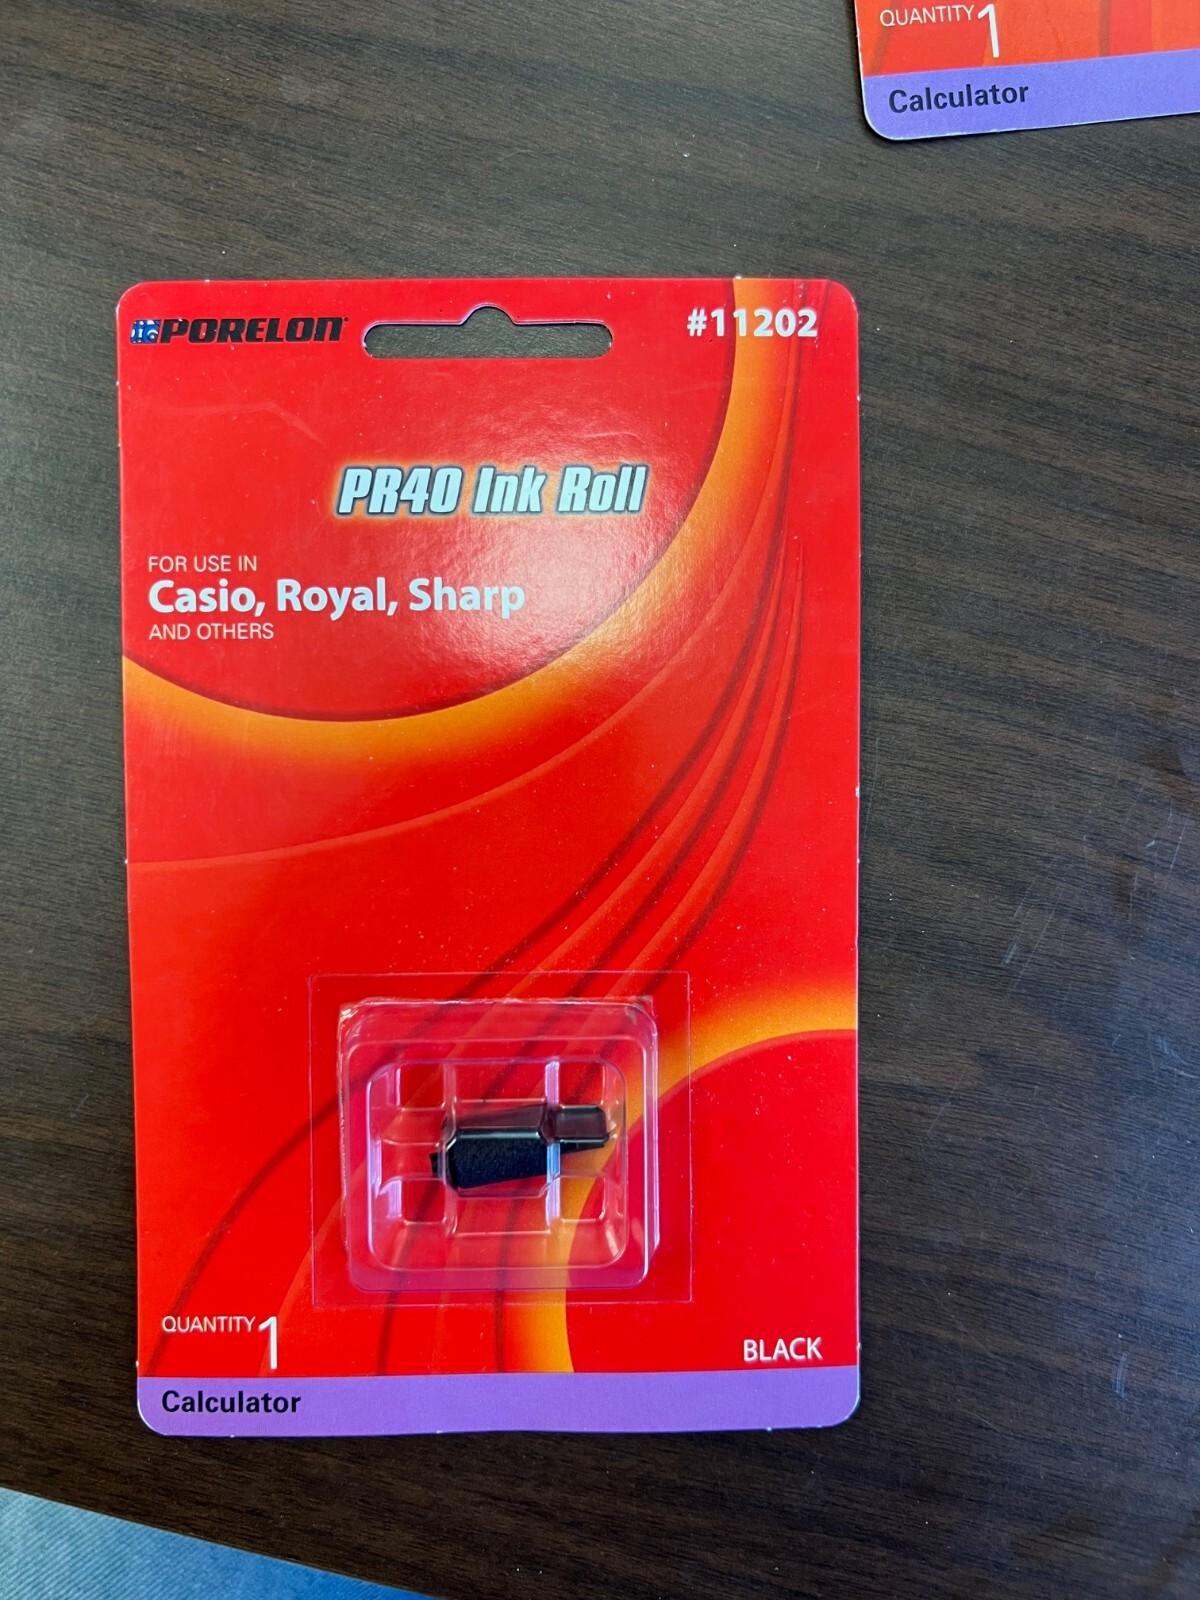 QUANTITY 1
Calculator
PORELON
#11202
PR40 Ink Roll
FOR USE IN
Casio, Royal, Sharp
AND OTHERS
QUANTITY 1
BLACK
Calculator